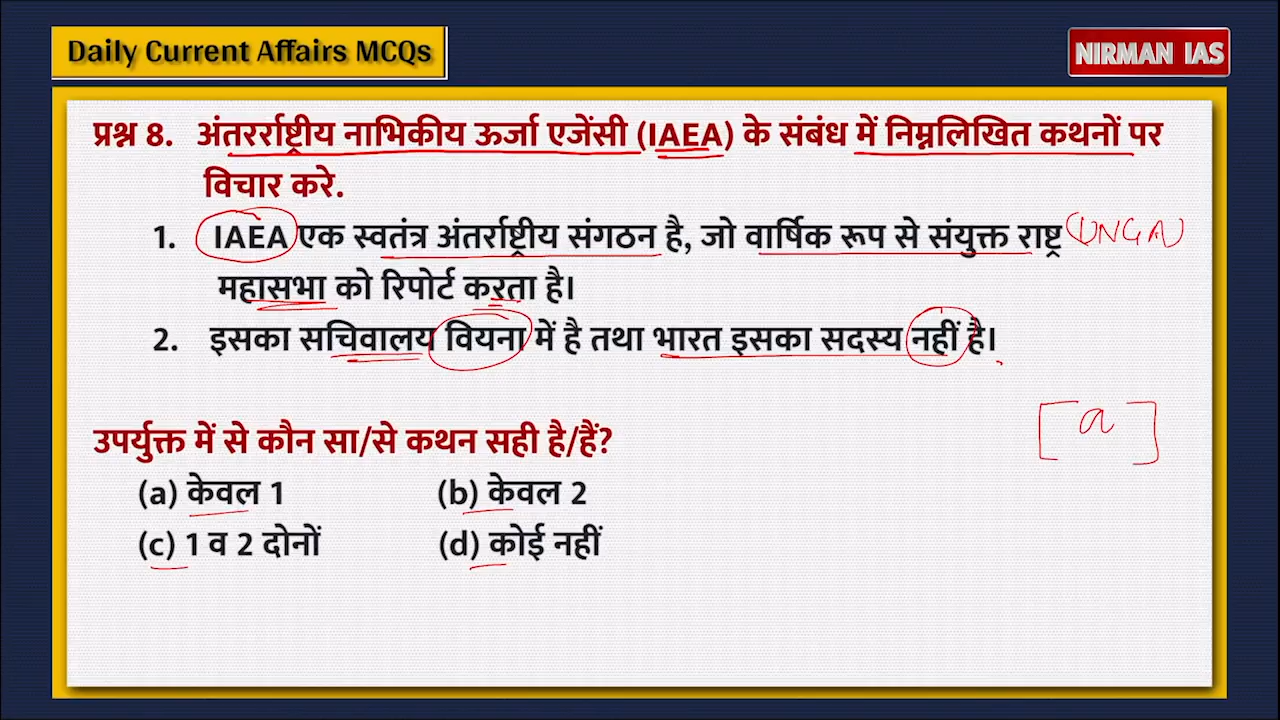 Daily Current Affairs MCQs
NIRMAN IAS
प्रश्न 8. अंतरर्राष्ट्रीय नाभिकीय ऊर्जा एजेंसी (IAEA) के संबंध में निम्नलिखित कथनों पर
विचार करे.
1. IAEA एक स्वतंत्र अंतर्राष्ट्रीय संगठन है, जो वार्षिक रूप से संयुक्त राष्ट्र (UNGA)
महासभा को रिपोर्ट करता है।
2. इसका सचिवालय वियना में है तथा भारत इसका सदस्य नहीं है।
[a]
उपर्युक्त में से कौन सा/से कथन सही है/हैं?
(a) केवल 1 (b) केवल 2
(c) 1 व 2 दोनों (d) कोई नहीं